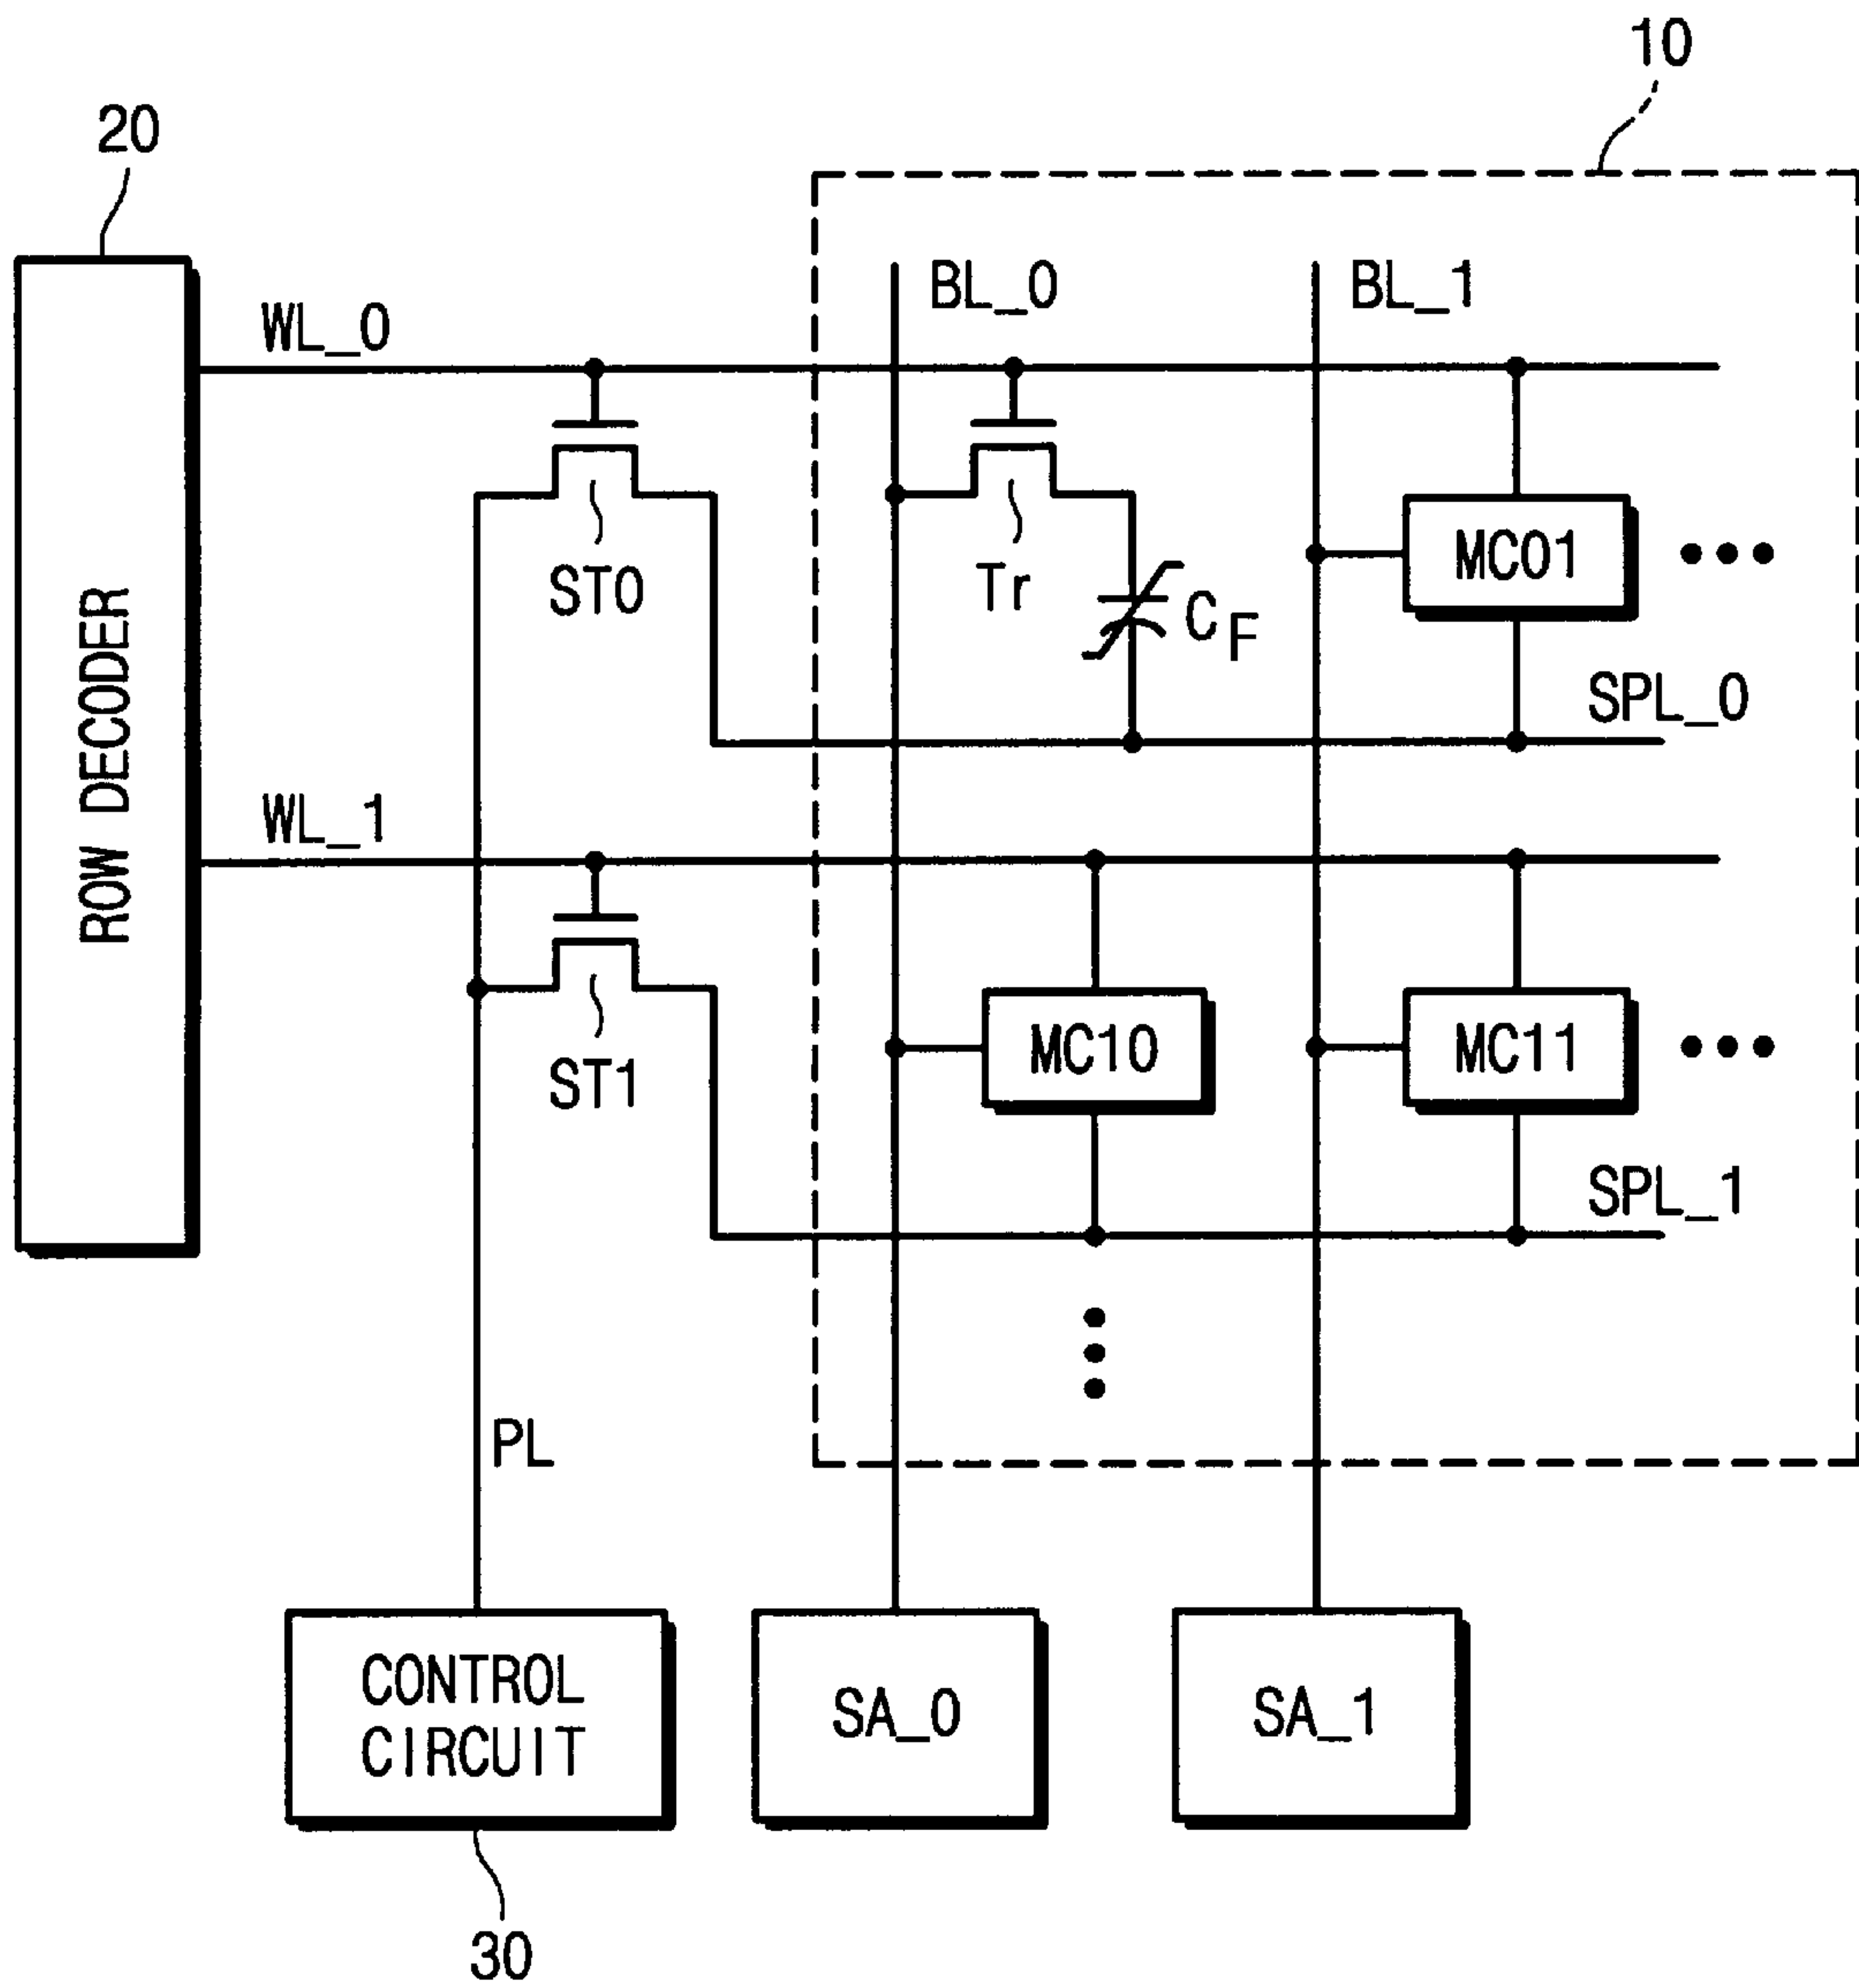 10
20
BL_0
BL_1
WL_0
MC01
ST0
Tr
C_F
SPL_0
ROW DECODER
WL_1
MC10
MC11
ST1
SPL_1
PL
CONTROL
CIRCUIT
SA_0
SA_1
30